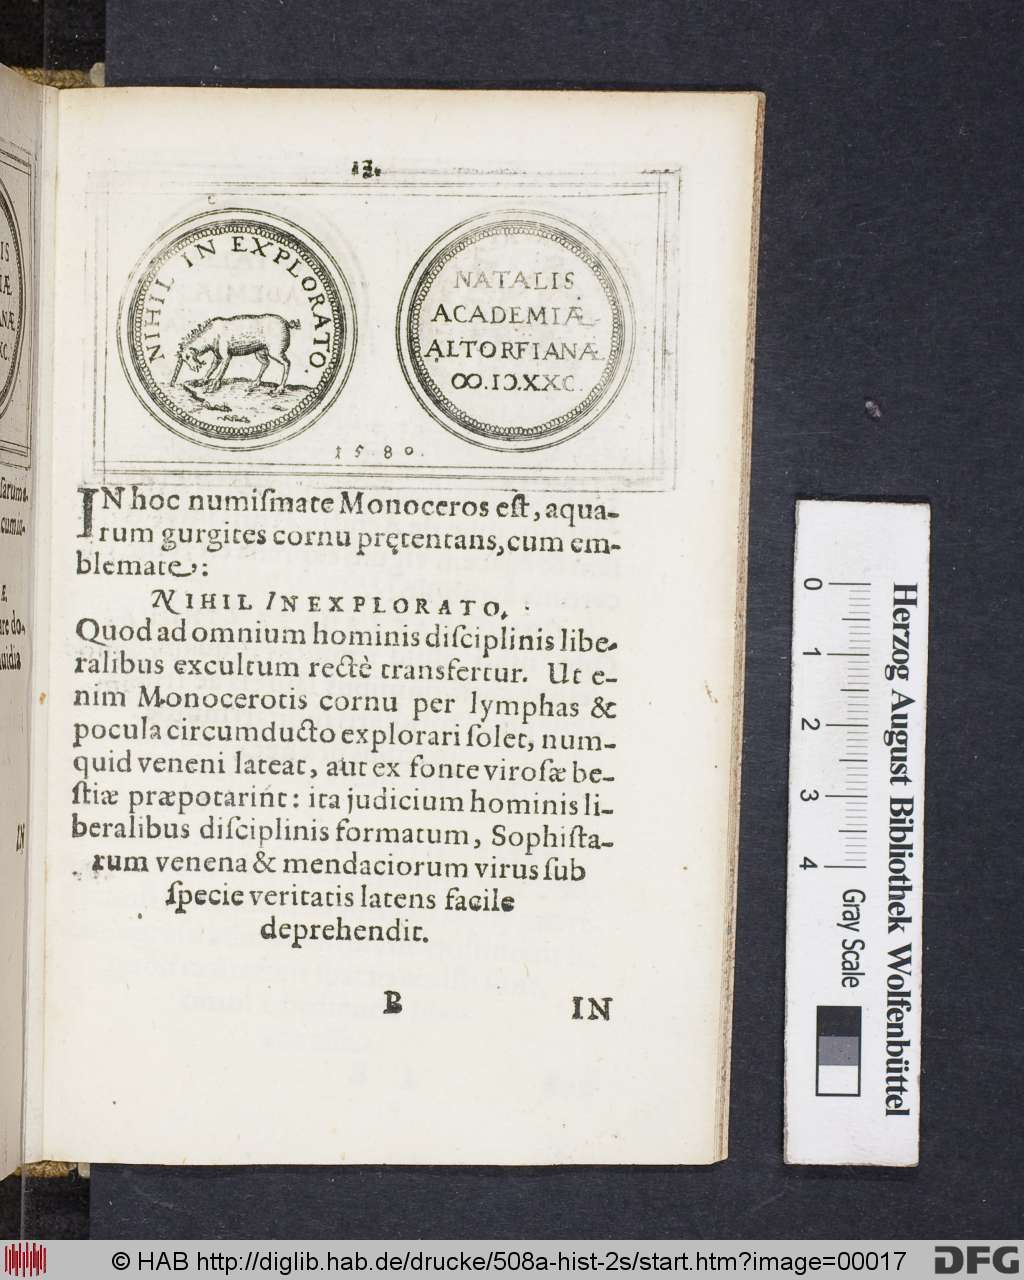 13.
NIHIL IN EXPLORATO.
NATALIS
ACADEMIÆ
ALTORFIANÆ
ↀ.IↃ.XXC.
1580.
IN hoc numiſmate Monoceros eſt, aqua-
rum gurgites cornu prętentans, cum em-
blemate:
NIHIL INEXPLORATO.
Quod ad omnium hominis diſciplinis libe-
ralibus excultum rectè transfertur. Ut e-
nim Monocerotis cornu per lymphas &
pocula circumducto explorari ſolet, num-
quid veneni lateat, aut ex fonte viroſæ be-
ſtiæ præpotarint: ita judicium hominis li-
beralibus diſciplinis formatum, Sophiſta-
rum venena & mendaciorum virus ſub
ſpecie veritatis latens facile
deprehendit.
B IN
Herzog August Bibliothek Wolfenbüttel
0 1 2 3 4
Gray Scale
© HAB http://diglib.hab.de/drucke/508a-hist-2s/start.htm?image=00017
DFG